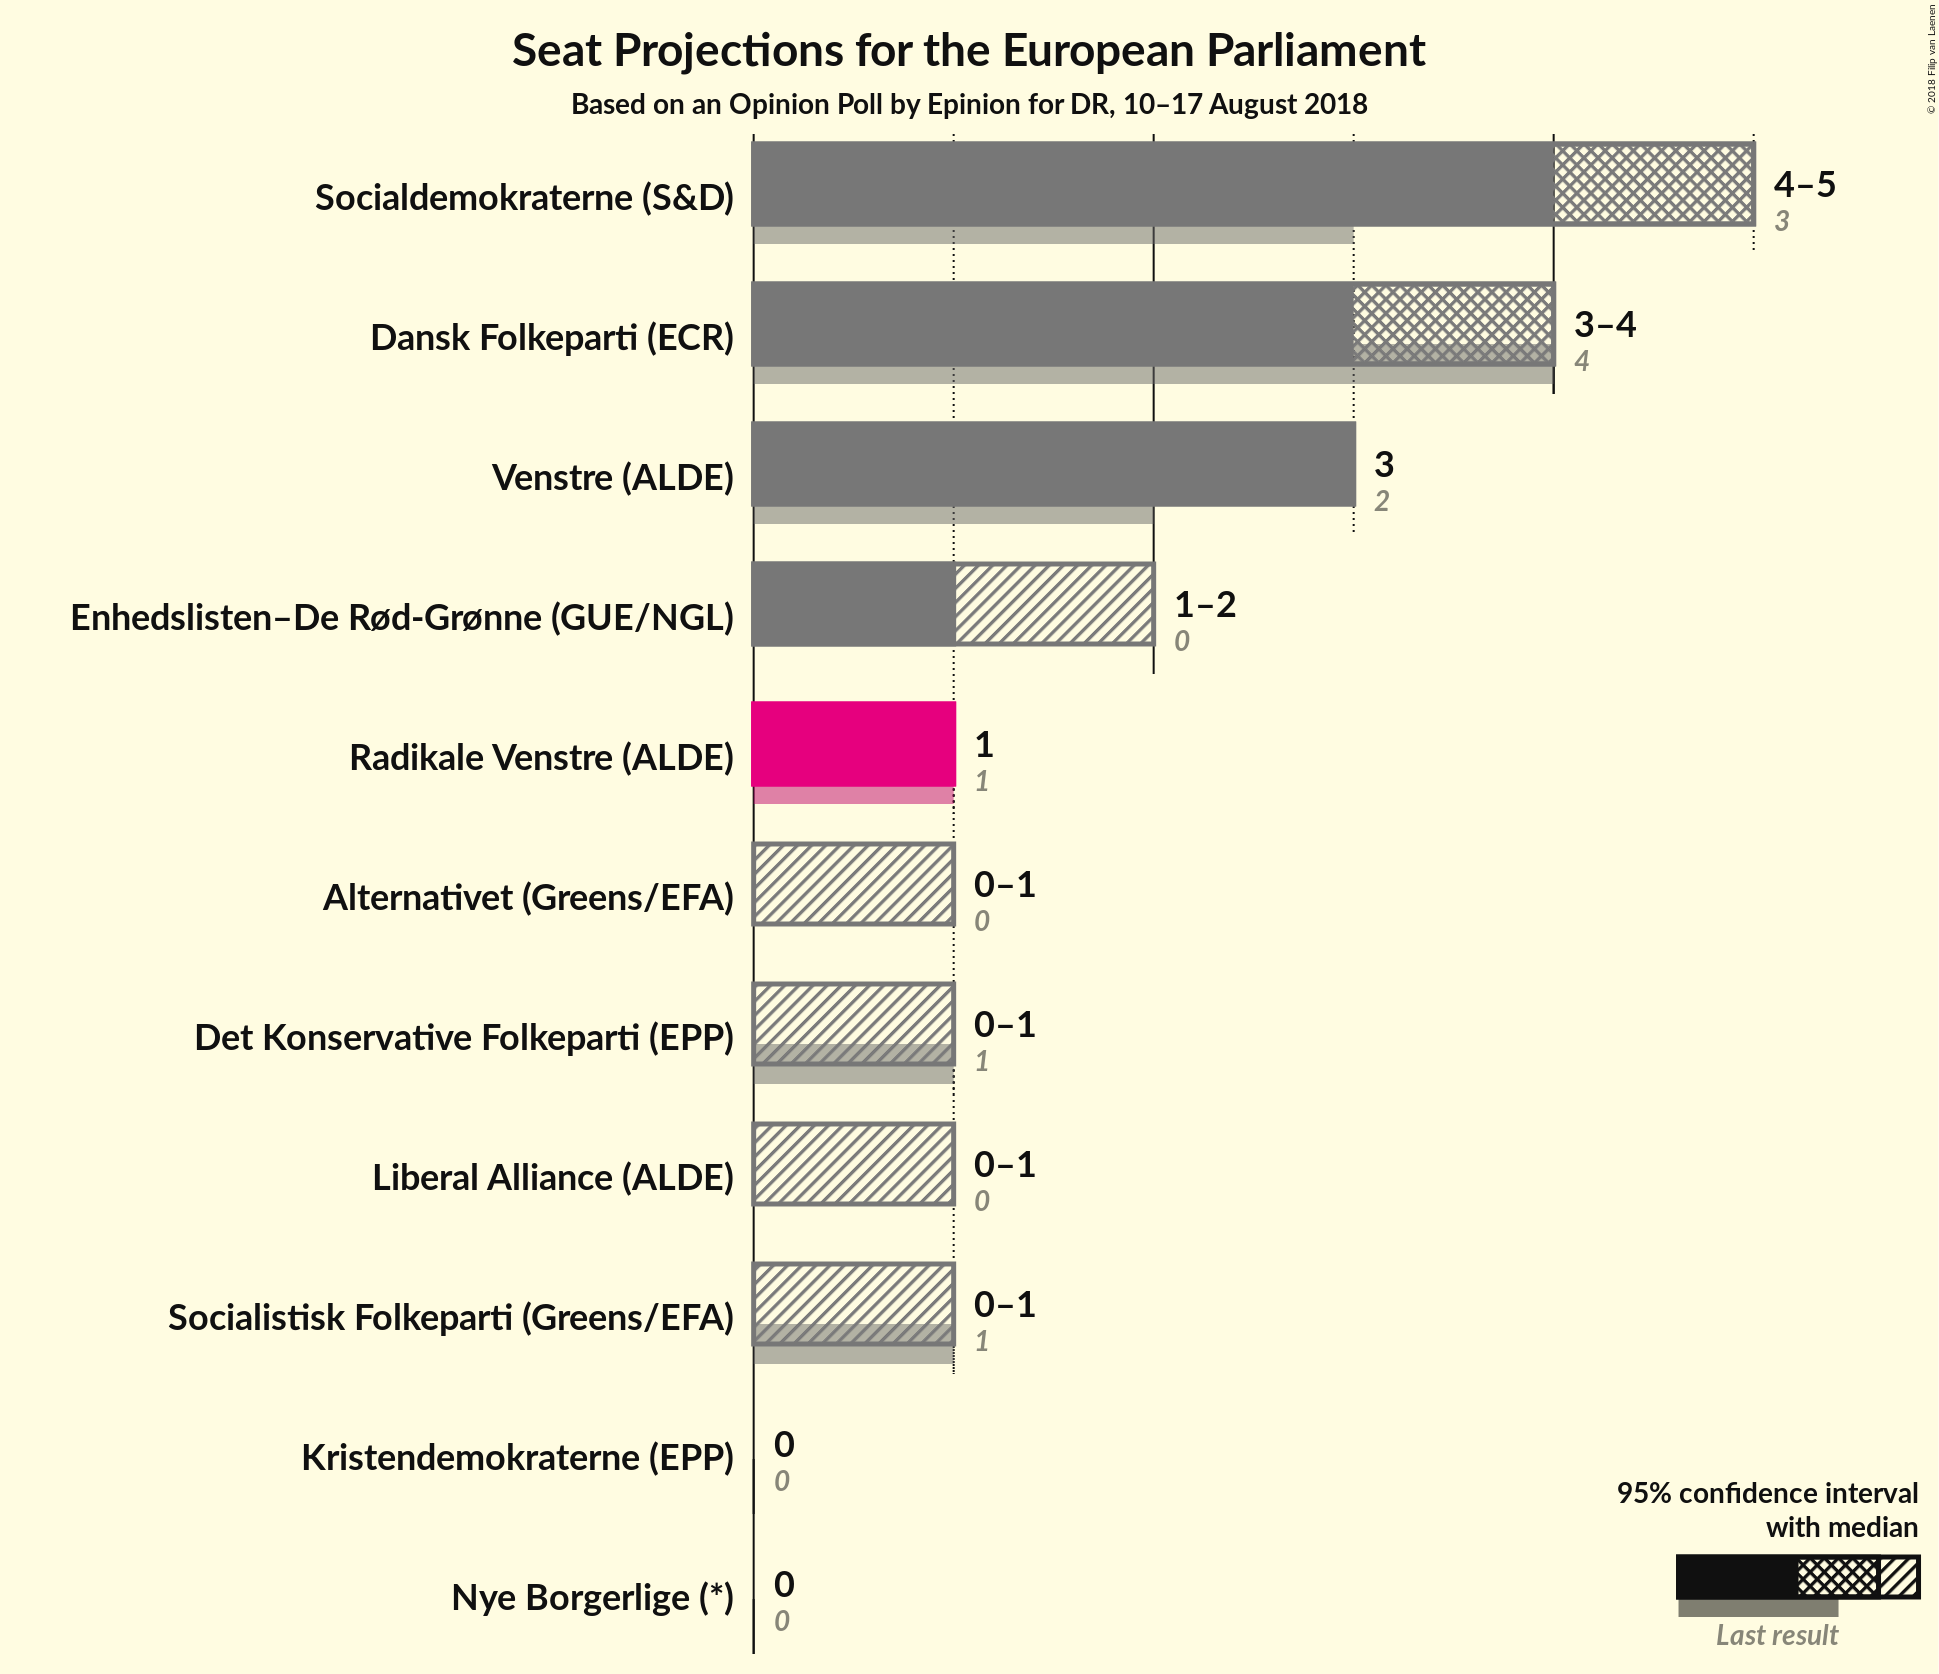 Seat Projections for the European Parliament
Based on an Opinion Poll by Epinion for DR, 10–17 August 2018
© 2018 Filip van Laenen
Socialdemokraterne (S&D)
4–5
3
Dansk Folkeparti (ECR)
3–4
4
Venstre (ALDE)
3
2
Enhedslisten–De Rød-Grønne (GUE/NGL)
1–2
0
Radikale Venstre (ALDE)
1
1
Alternativet (Greens/EFA)
0–1
0
Det Konservative Folkeparti (EPP)
0–1
1
Liberal Alliance (ALDE)
0–1
0
Socialistisk Folkeparti (Greens/EFA)
0–1
1
Kristendemokraterne (EPP)
0
0
Nye Borgerlige (*)
0
0
95% confidence interval
with median
Last result